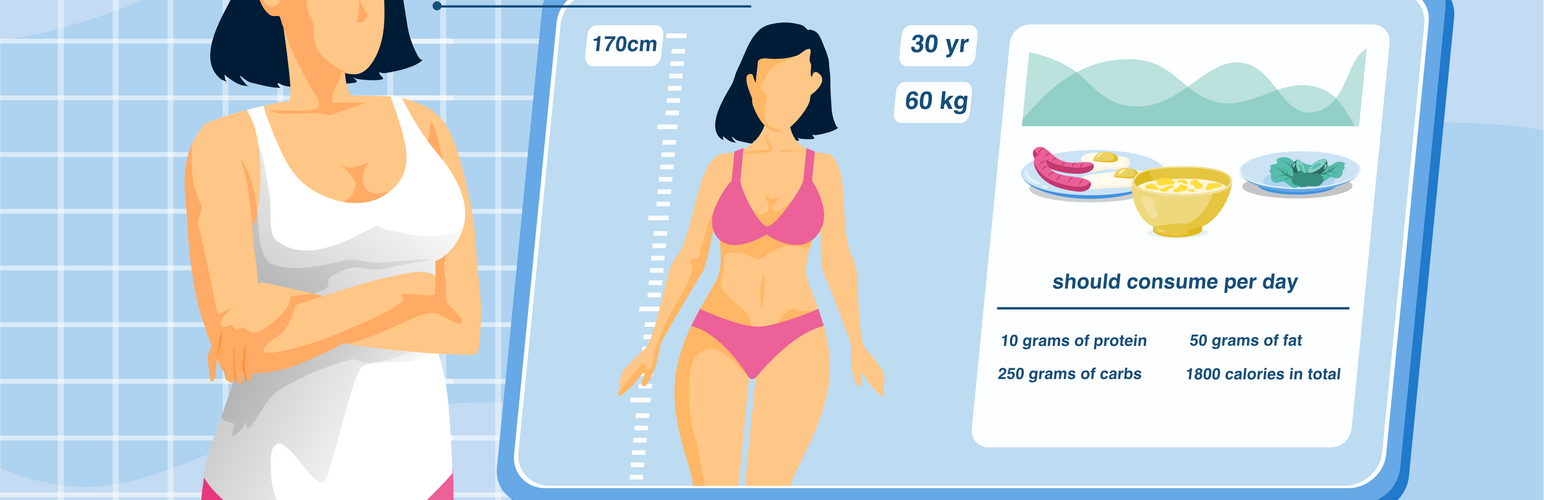 170cm
30 yr
60 kg
should consume per day
10 grams of protein
50 grams of fat
250 grams of carbs
1800 calories in total